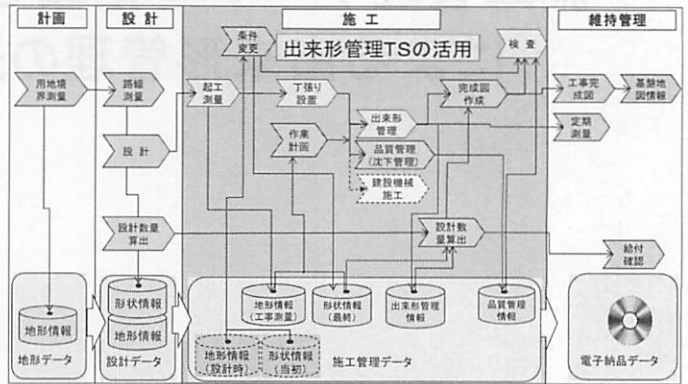 計画
設計
施工
維持管理
出来形管理TSの活用
用地境
界測量
路線
測量
設計
設計数量
算出
起工
測量
条件
変更
丁張り
設置
作業
計画
出来形
管理
品質管理
(沈下管理)
建設機械
施工
完成図
作成
検査
設計数
量算出
工事完
成図
基盤地
図情報
定期
測量
給付
確認
地形情報
地形データ
形状情報
地形情報
設計データ
地形情報
(工事測量)
形状情報
(最終)
出来形管理
情報
品質管理
情報
地形情報
(設計時)
形状情報
(当初)
施工管理データ
電子納品データ